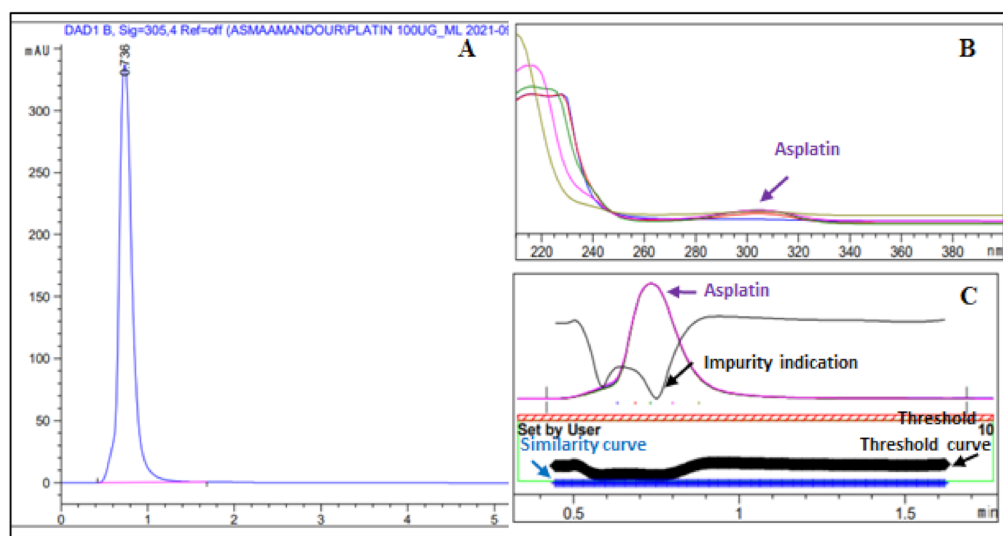 DAD1 B, Sig=305,4 Ref=off (ASMAAMANDOUR\PLATIN 100UG_ML 2021-09
mAU
A
0.736
300
250
200
150
100
50
0
0 1 2 3 4 5
min
B
Asplatin
220 240 260 280 300 320 340 360 380 nm
C
Asplatin
Impurity indication
Threshold
Set by User 10
Similarity curve Threshold curve
0.5 1 1.5 min